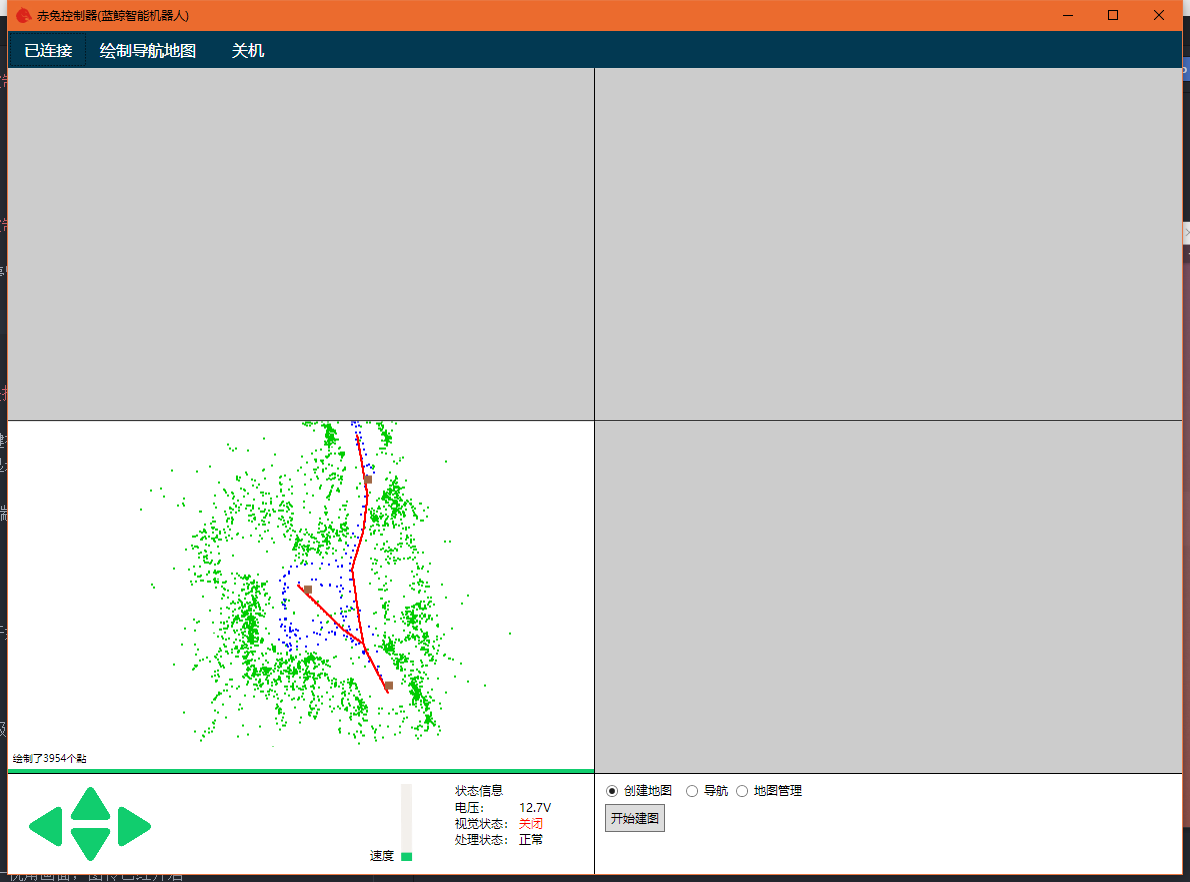 赤兔控制器(蓝鲸智能机器人)
已连接 绘制导航地图 关机
绘制了3954个點
状态信息
电压: 12.7V
视觉状态: 关闭
处理状态: 正常
速度
创建地图 导航 地图管理
开始建图